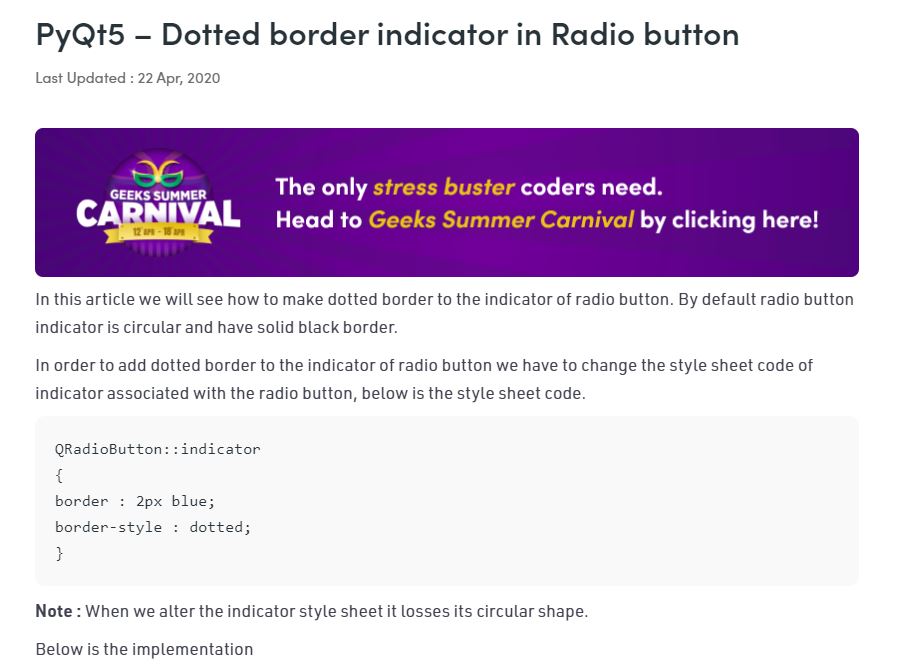 PyQt5 – Dotted border indicator in Radio button
Last Updated : 22 Apr, 2020
GEEKS SUMMER
CARNIVAL
12 APR - 18 APR
The only stress buster coders need.
Head to Geeks Summer Carnival by clicking here!
In this article we will see how to make dotted border to the indicator of radio button. By default radio button
indicator is circular and have solid black border.
In order to add dotted border to the indicator of radio button we have to change the style sheet code of
indicator associated with the radio button, below is the style sheet code.
QRadioButton::indicator
{
border : 2px blue;
border-style : dotted;
}
Note : When we alter the indicator style sheet it losses its circular shape.
Below is the implementation